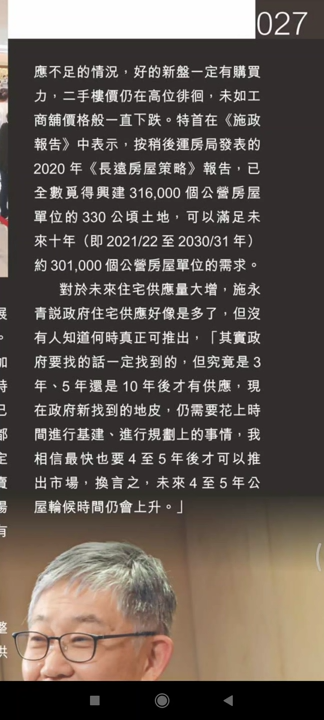 027
應不足的情況，好的新盤一定有購買
力，二手樓價仍在高位徘徊，未如工
商舖價格般一直下跌。特首在《施政
報告》中表示，按稍後運房局發表的
2020 年《長遠房屋策略》報告，已
全數覓得興建 316,000 個公營房屋
單位的 330 公頃土地，可以滿足未
來十年（即 2021/22 至 2030/31 年）
約 301,000 個公營房屋單位的需求。
對於未來住宅供應量大增，施永
青説政府住宅供應好像是多了，但沒
有人知道何時真正可推出，「其實政
府要找的話一定找到的，但究竟是 3
年、5 年還是 10 年後才有供應，現
在政府新找到的地皮，仍需要花上時
間進行基建、進行規劃上的事情，我
相信最快也要 4 至 5 年後才可以推
出市場，換言之，未來 4 至 5 年公
屋輪候時間仍會上升。」
展
。
加
時
己
都
定
賣
場
有
整
供